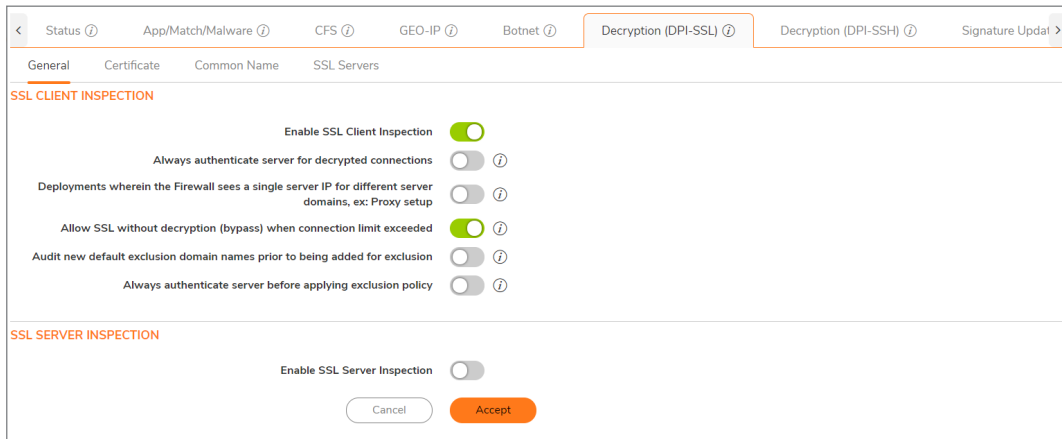 Status App/Match/Malware CFS GEO-IP Botnet Decryption (DPI-SSL) Decryption (DPI-SSH) Signature Updat
General Certificate Common Name SSL Servers
SSL CLIENT INSPECTION
Enable SSL Client Inspection
Always authenticate server for decrypted connections
Deployments wherein the Firewall sees a single server IP for different server
domains, ex: Proxy setup
Allow SSL without decryption (bypass) when connection limit exceeded
Audit new default exclusion domain names prior to being added for exclusion
Always authenticate server before applying exclusion policy
SSL SERVER INSPECTION
Enable SSL Server Inspection
Cancel Accept